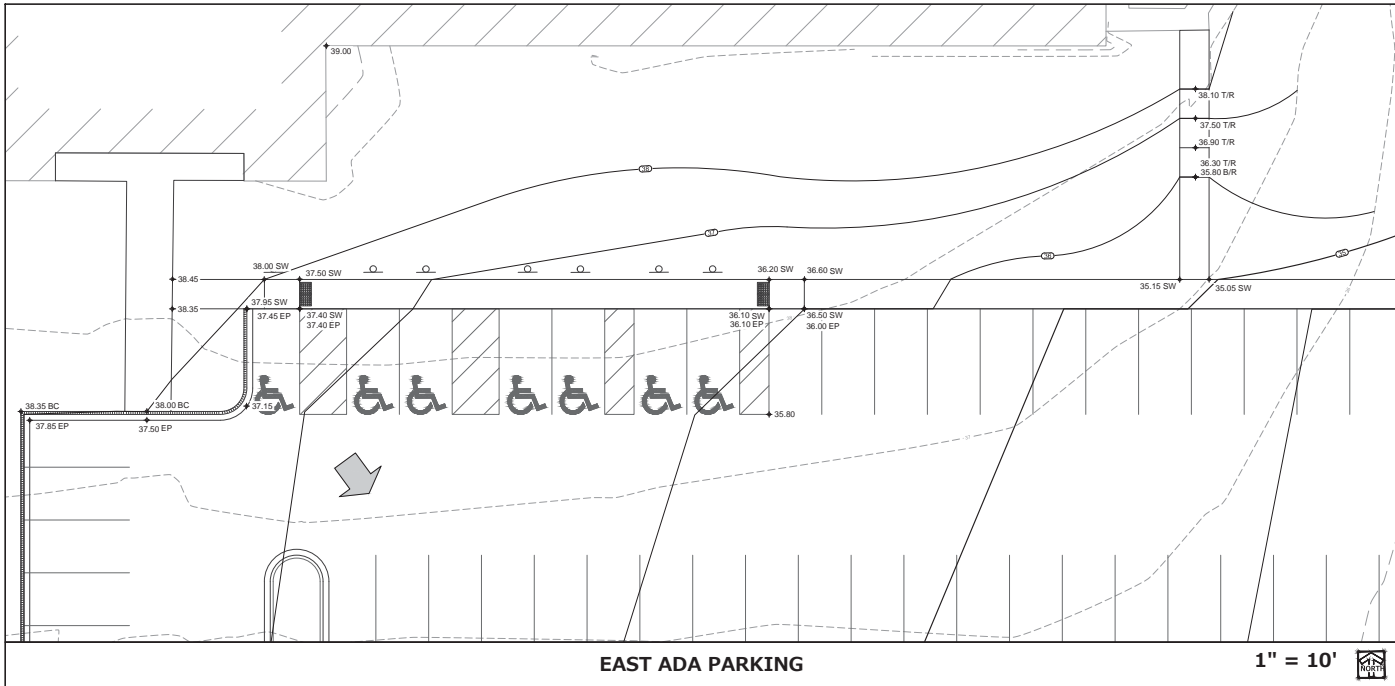 39.00
38.10 T/R
37.50 T/R
36.90 T/R
36.30 T/R
35.80 B/R
38
37
36
35
38.45
38.00 SW
37.50 SW
36.20 SW
36.60 SW
35.15 SW
35.05 SW
38.35
37.95 SW
37.45 EP
37.40 SW
37.40 EP
36.10 SW
36.10 EP
36.50 SW
36.00 EP
38.35 BC
38.00 BC
37.15
35.80
37.85 EP
37.50 EP
EAST ADA PARKING
1" = 10'
NORTH